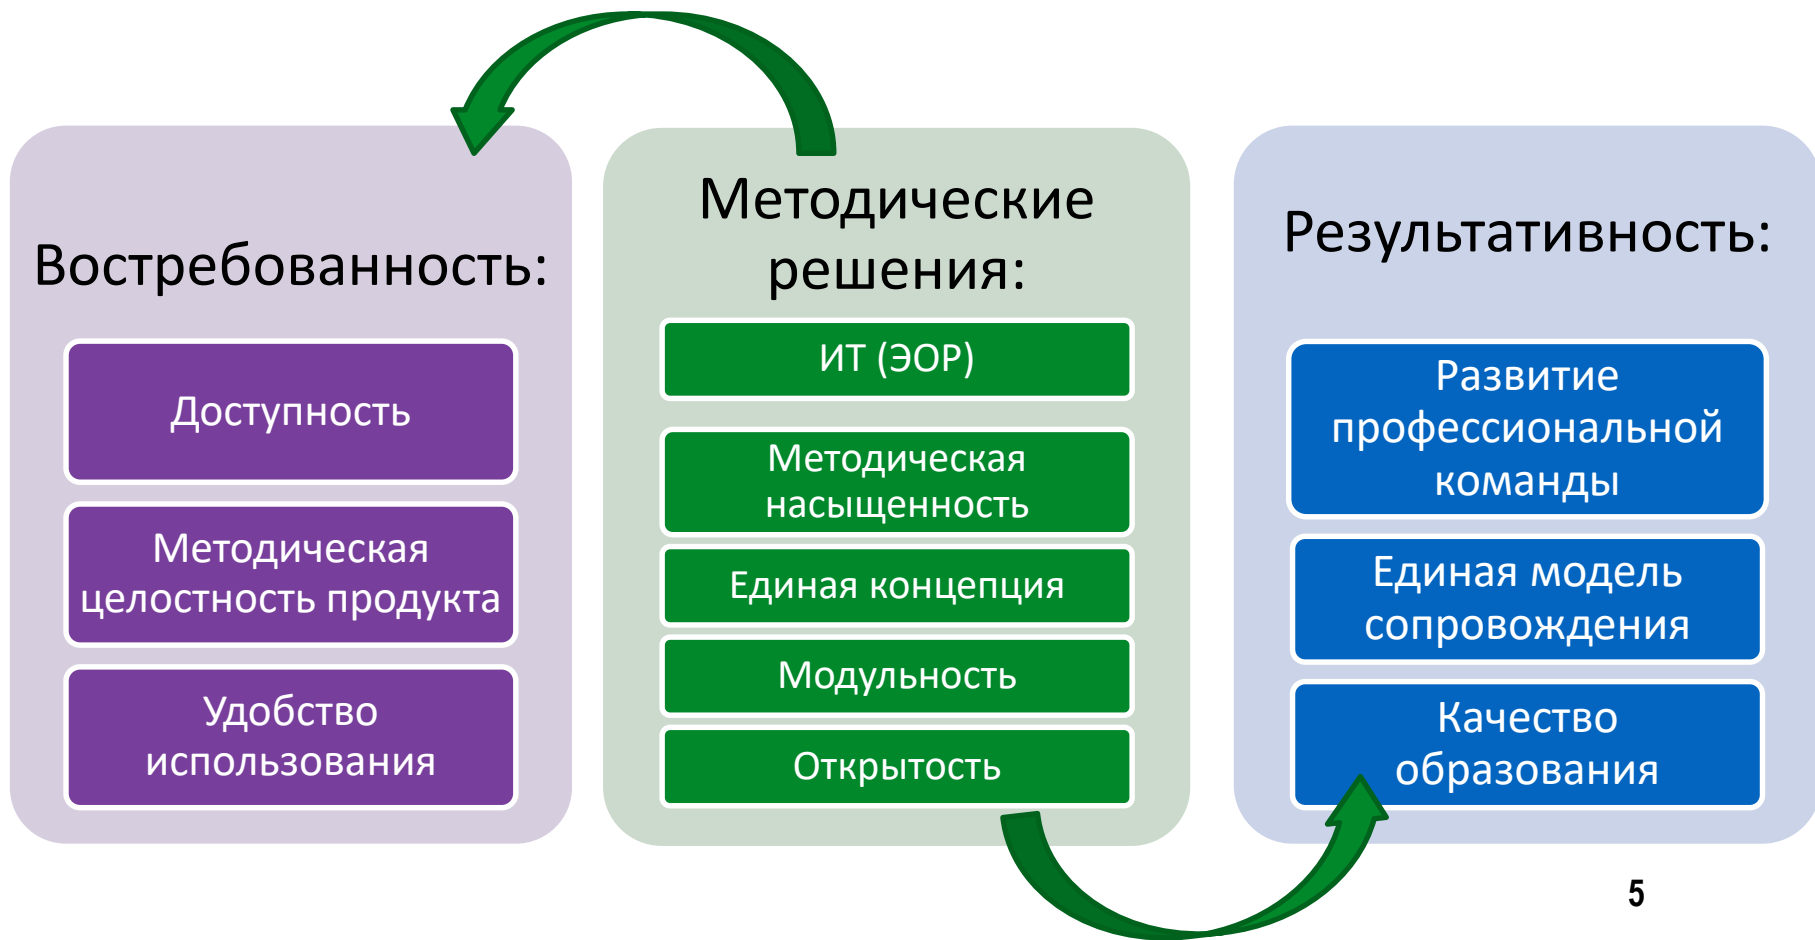 Востребованность:
Доступность
Методическая
целостность продукта
Удобство
использования
Методические
решения:
ИТ (ЭОР)
Методическая
насыщенность
Единая концепция
Модульность
Открытость
Результативность:
Развитие
профессиональной
команды
Единая модель
сопровождения
Качество
образования
5